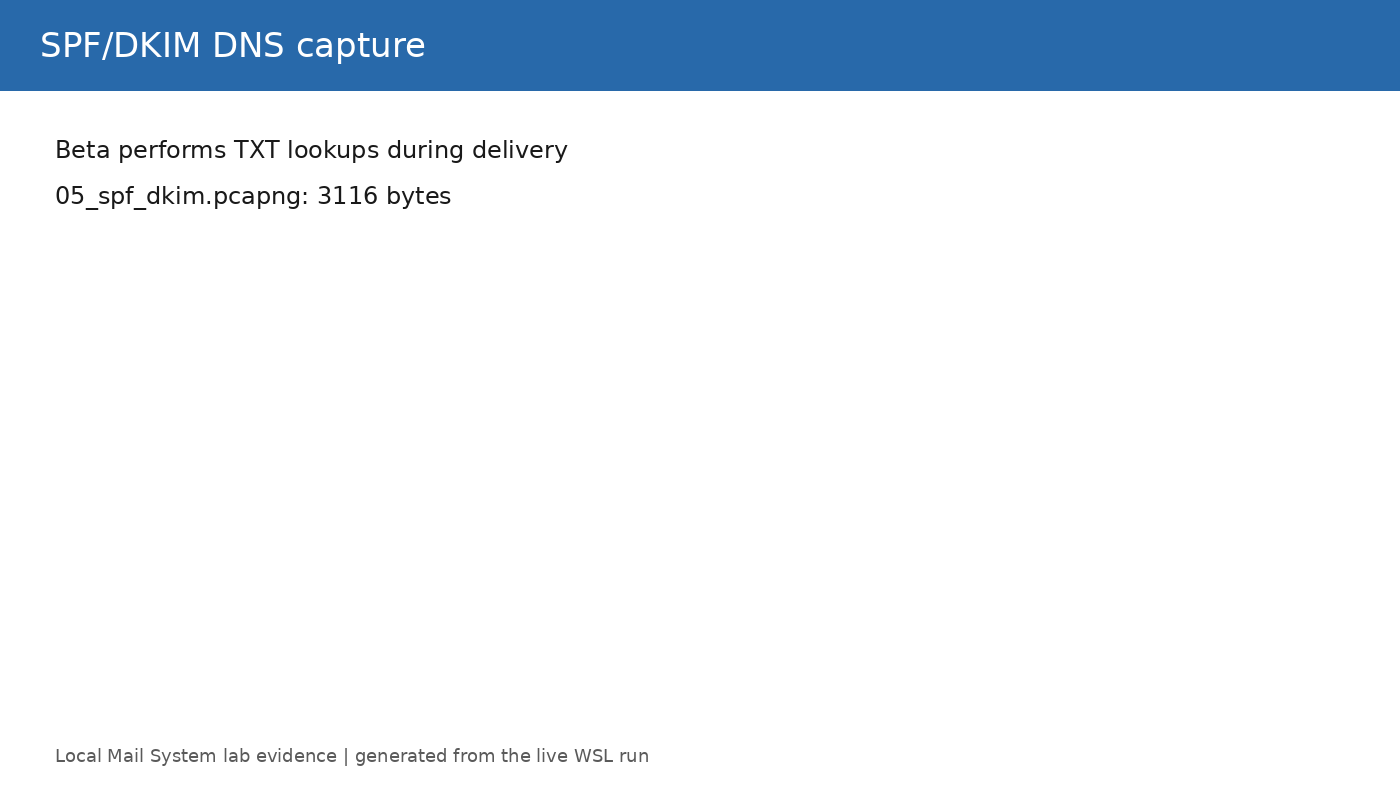 SPF/DKIM DNS capture
Beta performs TXT lookups during delivery
05_spf_dkim.pcapng: 3116 bytes
Local Mail System lab evidence | generated from the live WSL run